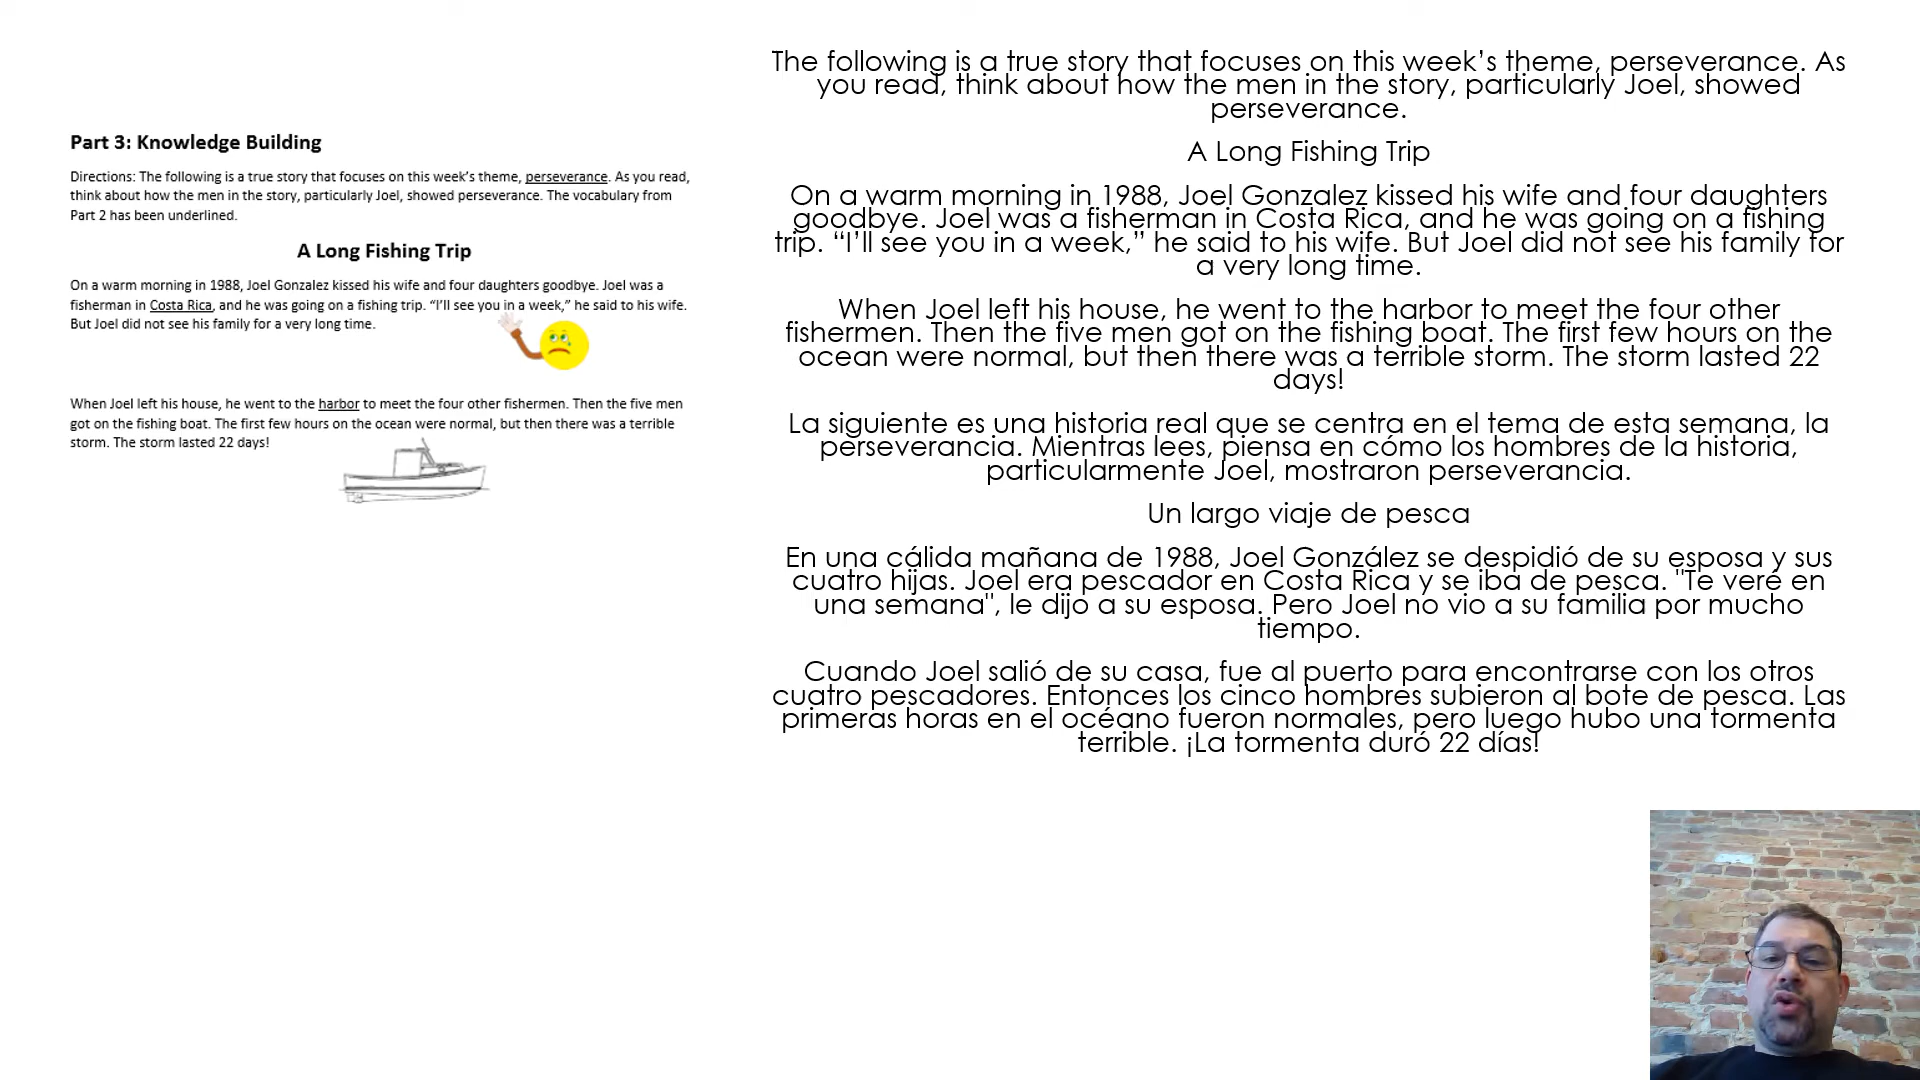 Part 3: Knowledge Building
Directions: The following is a true story that focuses on this week’s theme, perseverance. As you read,
think about how the men in the story, particularly Joel, showed perseverance. The vocabulary from
Part 2 has been underlined.
A Long Fishing Trip
On a warm morning in 1988, Joel Gonzalez kissed his wife and four daughters goodbye. Joel was a
fisherman in Costa Rica, and he was going on a fishing trip. “I’ll see you in a week,” he said to his wife.
But Joel did not see his family for a very long time.
When Joel left his house, he went to the harbor to meet the four other fishermen. Then the five men
got on the fishing boat. The first few hours on the ocean were normal, but then there was a terrible
storm. The storm lasted 22 days!
The following is a true story that focuses on this week’s theme, perseverance. As
you read, think about how the men in the story, particularly Joel, showed
perseverance.
A Long Fishing Trip
On a warm morning in 1988, Joel Gonzalez kissed his wife and four daughters
goodbye. Joel was a fisherman in Costa Rica, and he was going on a fishing
trip. “I’ll see you in a week,” he said to his wife. But Joel did not see his family for
a very long time.
When Joel left his house, he went to the harbor to meet the four other
fishermen. Then the five men got on the fishing boat. The first few hours on the
ocean were normal, but then there was a terrible storm. The storm lasted 22
days!
La siguiente es una historia real que se centra en el tema de esta semana, la
perseverancia. Mientras lees, piensa en cómo los hombres de la historia,
particularmente Joel, mostraron perseverancia.
Un largo viaje de pesca
En una cálida mañana de 1988, Joel González se despidió de su esposa y sus
cuatro hijas. Joel era pescador en Costa Rica y se iba de pesca. "Te veré en
una semana", le dijo a su esposa. Pero Joel no vio a su familia por mucho
tiempo.
Cuando Joel salió de su casa, fue al puerto para encontrarse con los otros
cuatro pescadores. Entonces los cinco hombres subieron al bote de pesca. Las
primeras horas en el océano fueron normales, pero luego hubo una tormenta
terrible. ¡La tormenta duró 22 días!